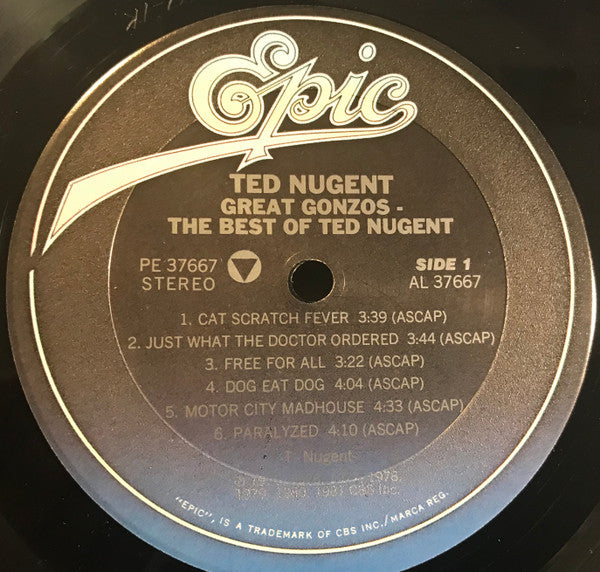 Epic
TED NUGENT
GREAT GONZOS -
THE BEST OF TED NUGENT
PE 37667
STEREO
SIDE 1
AL 37667
1. CAT SCRATCH FEVER 3:39 (ASCAP)
2. JUST WHAT THE DOCTOR ORDERED 3:44 (ASCAP)
3. FREE FOR ALL 3:22 (ASCAP)
4. DOG EAT DOG 4:04 (ASCAP)
5. MOTOR CITY MADHOUSE 4:33 (ASCAP)
6. PARALYZED 4:10 (ASCAP)
T. Nugent
1978,
1979, 1980, 1981 CBS Inc.
"EPIC", IS A TRADEMARK OF CBS INC./MARCA REG.